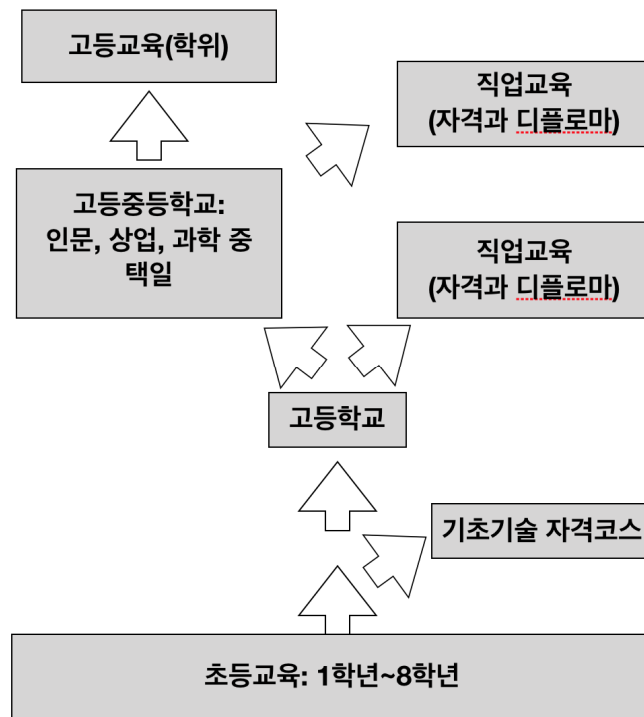 고등교육(학위)
직업교육
(자격과 디플로마)
고등중등학교:
인문, 상업, 과학 중
택일
직업교육
(자격과 디플로마)
고등학교
기초기술 자격코스
초등교육: 1학년~8학년